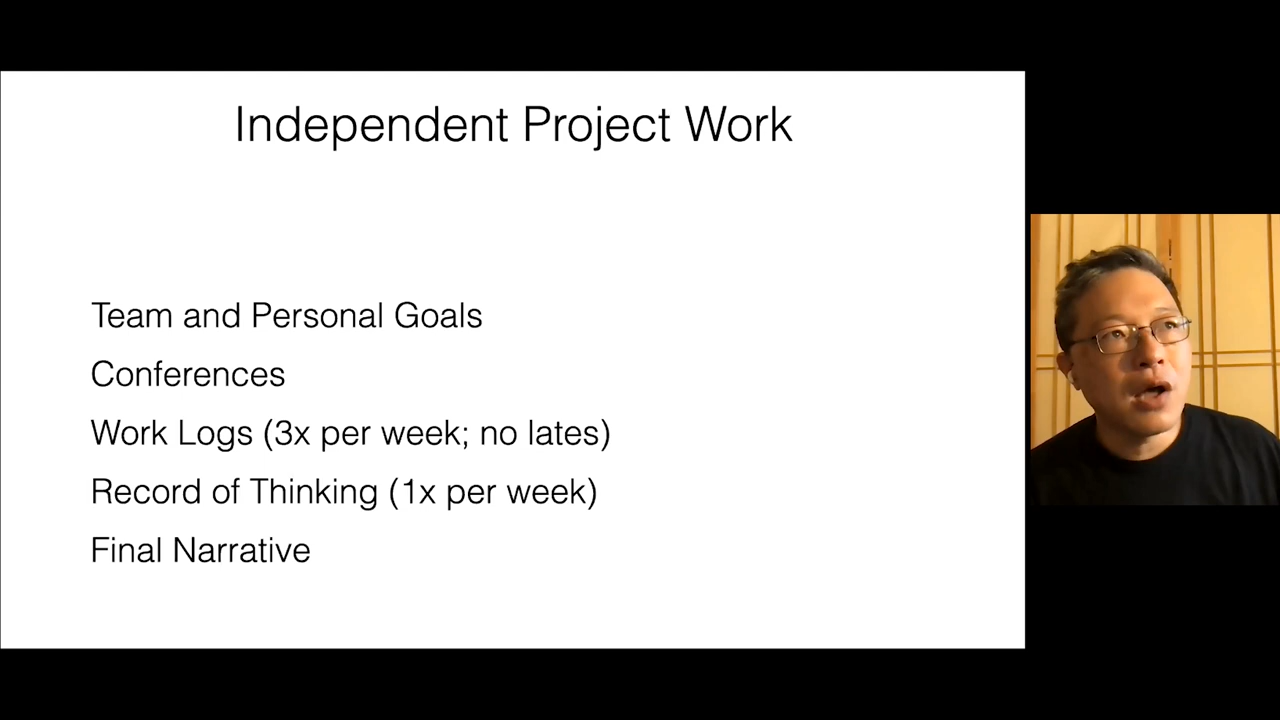 Independent Project Work
Team and Personal Goals
Conferences
Work Logs (3x per week; no lates)
Record of Thinking (1x per week)
Final Narrative